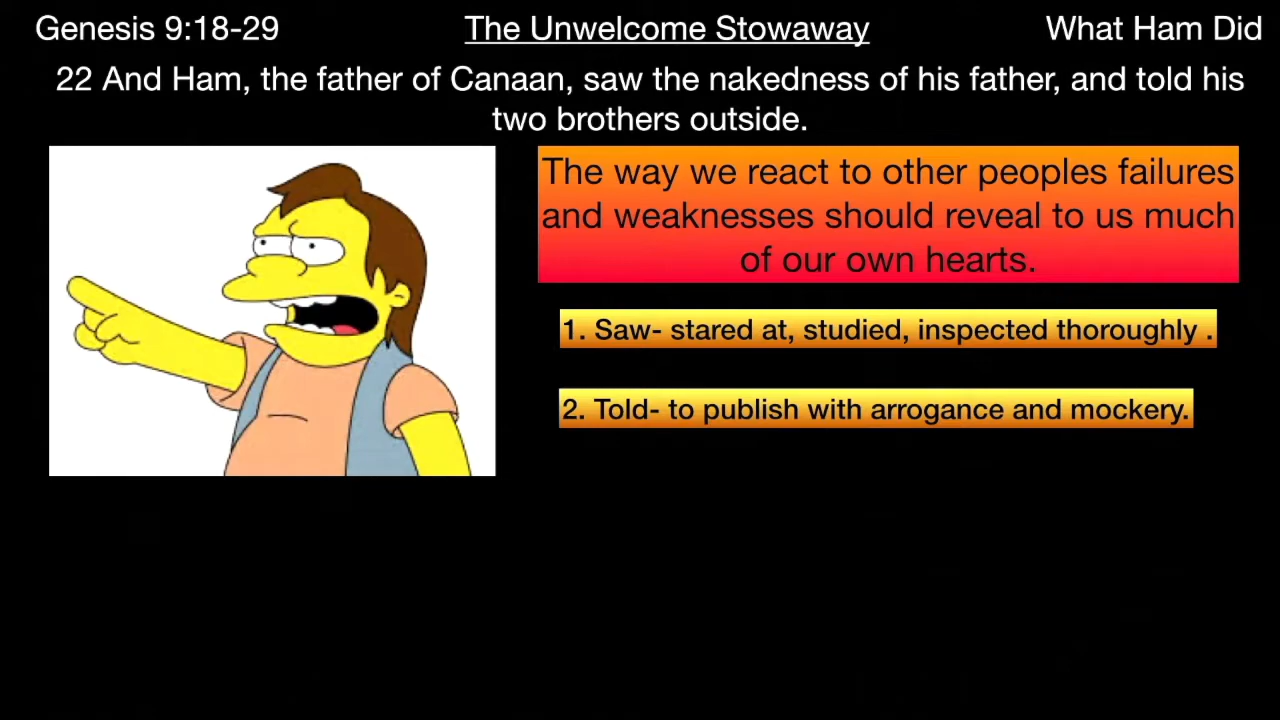 Genesis 9:18-29
The Unwelcome Stowaway
What Ham Did
22 And Ham, the father of Canaan, saw the nakedness of his father, and told his
two brothers outside.
The way we react to other peoples failures
and weaknesses should reveal to us much
of our own hearts.
1. Saw- stared at, studied, inspected thoroughly .
2. Told- to publish with arrogance and mockery.